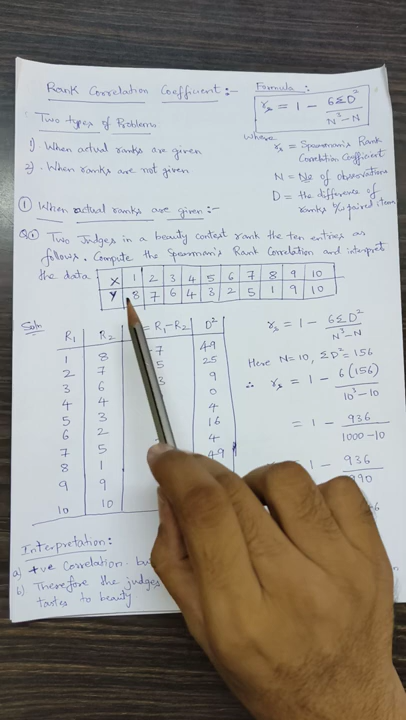 Rank Correlation Coefficient:-
Formula:
r_s = 1 - 6ΣD² / N³-N
Two types of Problems
1) When actual ranks are given
2) When ranks are not given
Where
r_s = Spearman's Rank
Correlation Coefficient
N = No of observations
D = the difference of
ranks b/w paired item
① When actual ranks are given:-
Q① Two Judges in a beauty contest rank the ten entries as
follows. Compute the Spearman's Rank Correlation and interpret
the data
X 1 2 3 4 5 6 7 8 9 10
Y 8 7 6 4 3 2 5 1 9 10
Soln
R₁ R₂ = R₁-R₂ D²
1 8 7 49
2 7 5 25
3 6 3 9
4 4 0
5 3 4
6 2 16
7 5 4
8 1 49
9 9
10 10
r_s = 1 - 6ΣD² / N³-N
Here N=10, ΣD²=156
∴ r_s = 1 - 6(156) / 10³-10
= 1 - 936 / 1000-10
1 - 936 / 990
Interpretation:
a) +ve Correlation. but
b) Therefore the judges
tastes to beauty